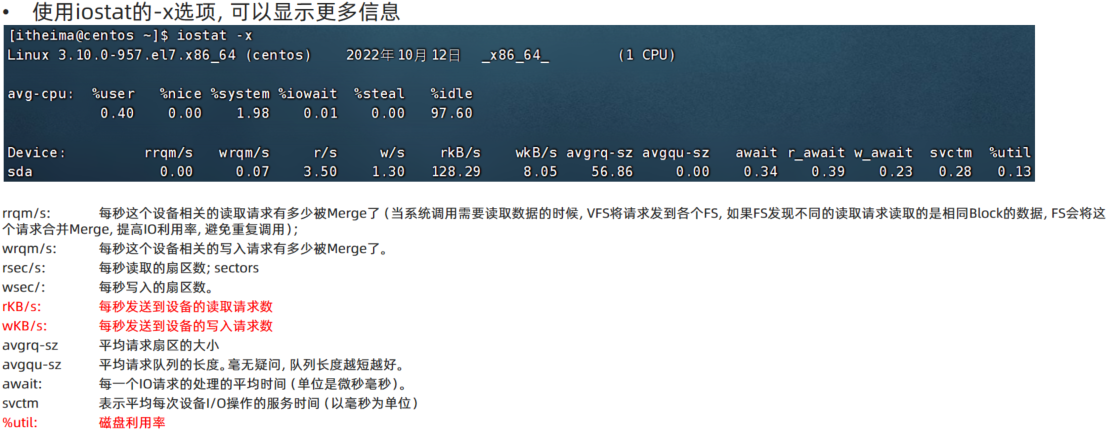 • 使用iostat的-x选项，可以显示更多信息
[itheima@centos ~]$ iostat -x
Linux 3.10.0-957.el7.x86_64 (centos) 2022年10月12日 _x86_64_ (1 CPU)
avg-cpu: %user %nice %system %iowait %steal %idle
0.40 0.00 1.98 0.01 0.00 97.60
Device: rrqm/s wrqm/s r/s w/s rkB/s wkB/s avgrq-sz avgqu-sz await r_await w_await svctm %util
sda 0.00 0.07 3.50 1.30 128.29 8.05 56.86 0.00 0.34 0.39 0.23 0.28 0.13
rrqm/s: 每秒这个设备相关的读取请求有多少被Merge了（当系统调用需要读取数据的时候，VFS将请求发到各个FS，如果FS发现不同的读取请求读取的是相同Block的数据，FS会将这
个请求合并Merge, 提高IO利用率, 避免重复调用）；
wrqm/s: 每秒这个设备相关的写入请求有多少被Merge了。
rsec/s: 每秒读取的扇区数；sectors
wsec/: 每秒写入的扇区数。
rKB/s: 每秒发送到设备的读取请求数
wKB/s: 每秒发送到设备的写入请求数
avgrq-sz 平均请求扇区的大小
avgqu-sz 平均请求队列的长度。毫无疑问，队列长度越短越好。
await: 每一个IO请求的处理的平均时间（单位是微秒毫秒）。
svctm 表示平均每次设备I/O操作的服务时间（以毫秒为单位）
%util: 磁盘利用率